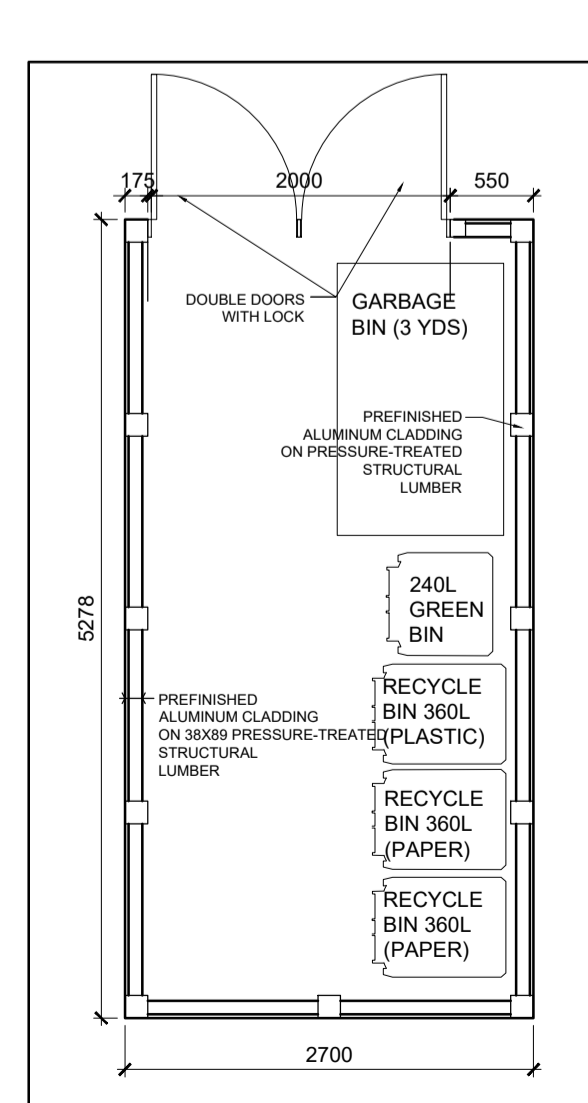 175
2000
550
DOUBLE DOORS
WITH LOCK
GARBAGE
BIN (3 YDS)
PREFINISHED
ALUMINUM CLADDING
ON PRESSURE-TREATED
STRUCTURAL
LUMBER
240L
GREEN
BIN
5278
RECYCLE
BIN 360L
(PLASTIC)
PREFINISHED
ALUMINUM CLADDING
ON 38X89 PRESSURE-TREATED
STRUCTURAL
LUMBER
RECYCLE
BIN 360L
(PAPER)
RECYCLE
BIN 360L
(PAPER)
2700